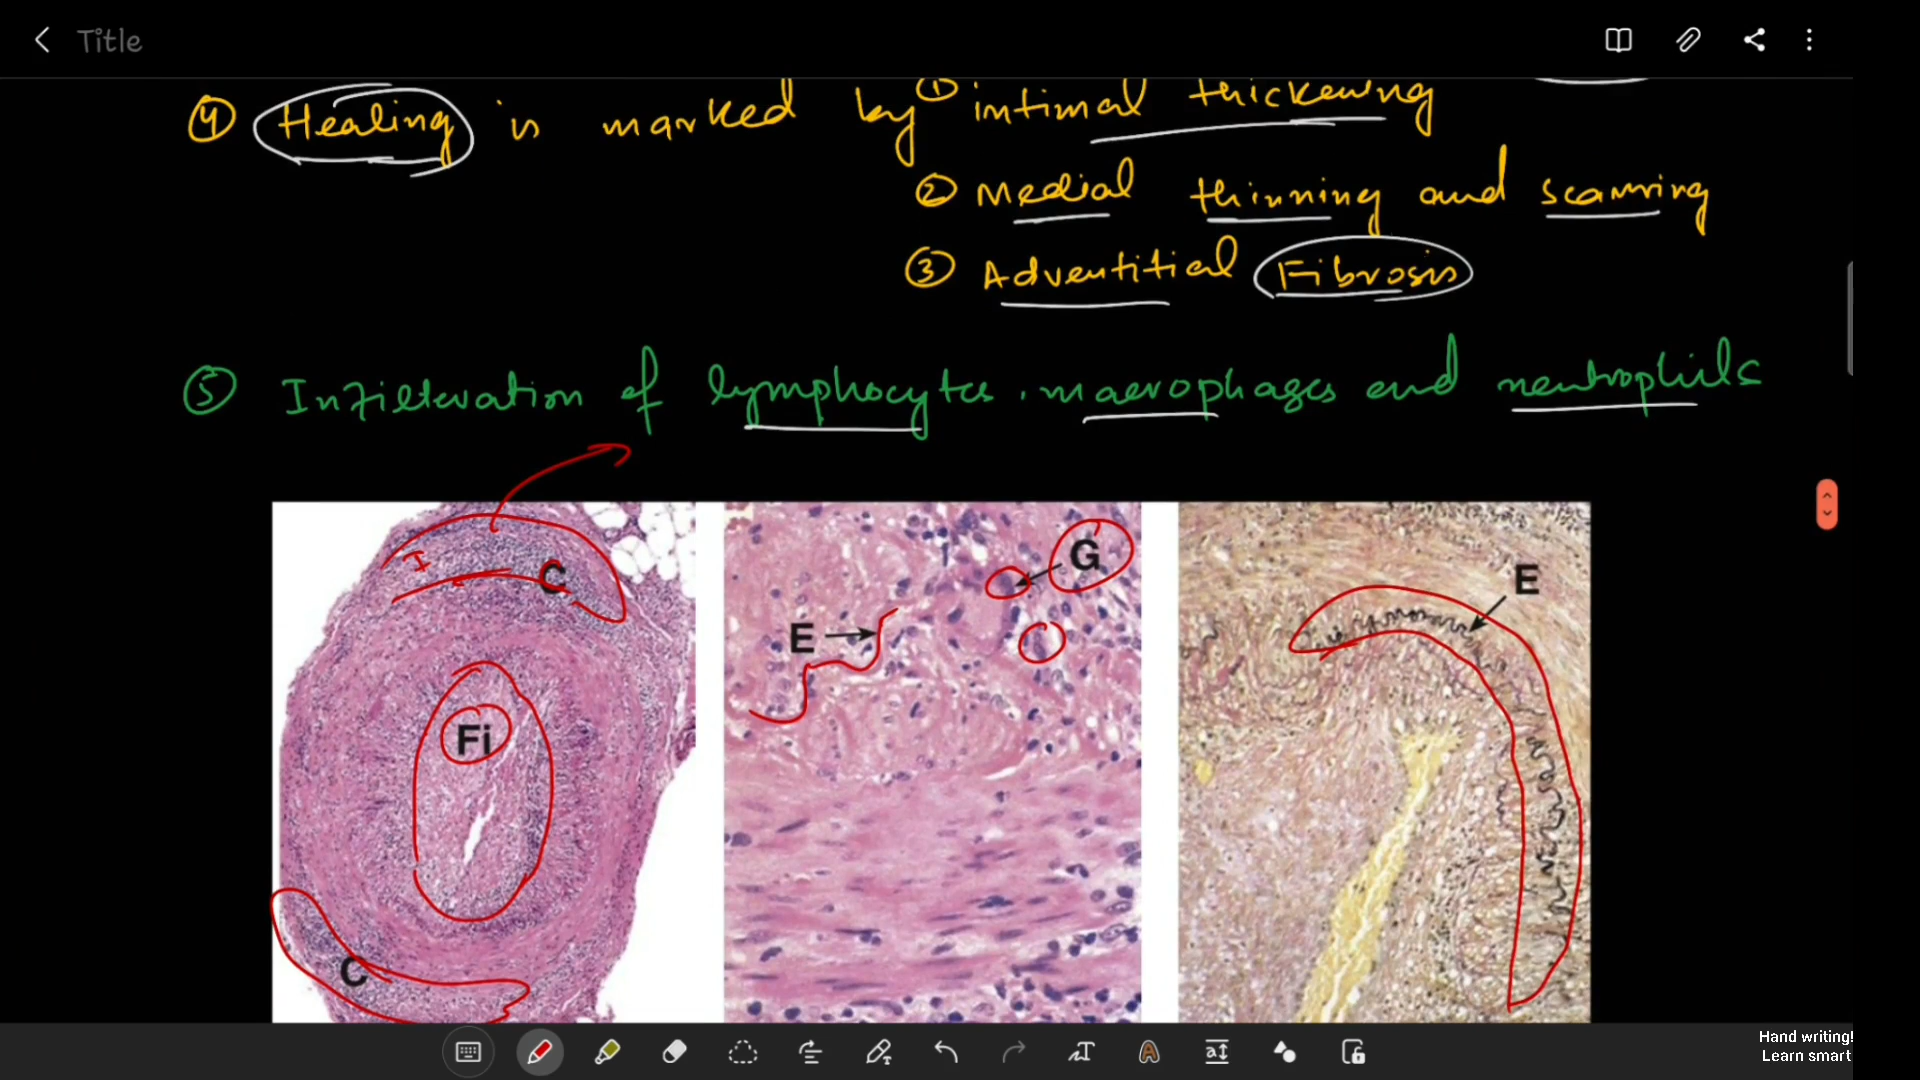 Title
④ Healing is marked by ① intimal thickening
② Medial thinning and scarring
③ Adventitial Fibrosis
⑤ Infilteration of lymphocytes, macrophages and neutrophils
I
C
G
E
E
Fi
C
Hand writing!
Learn smart